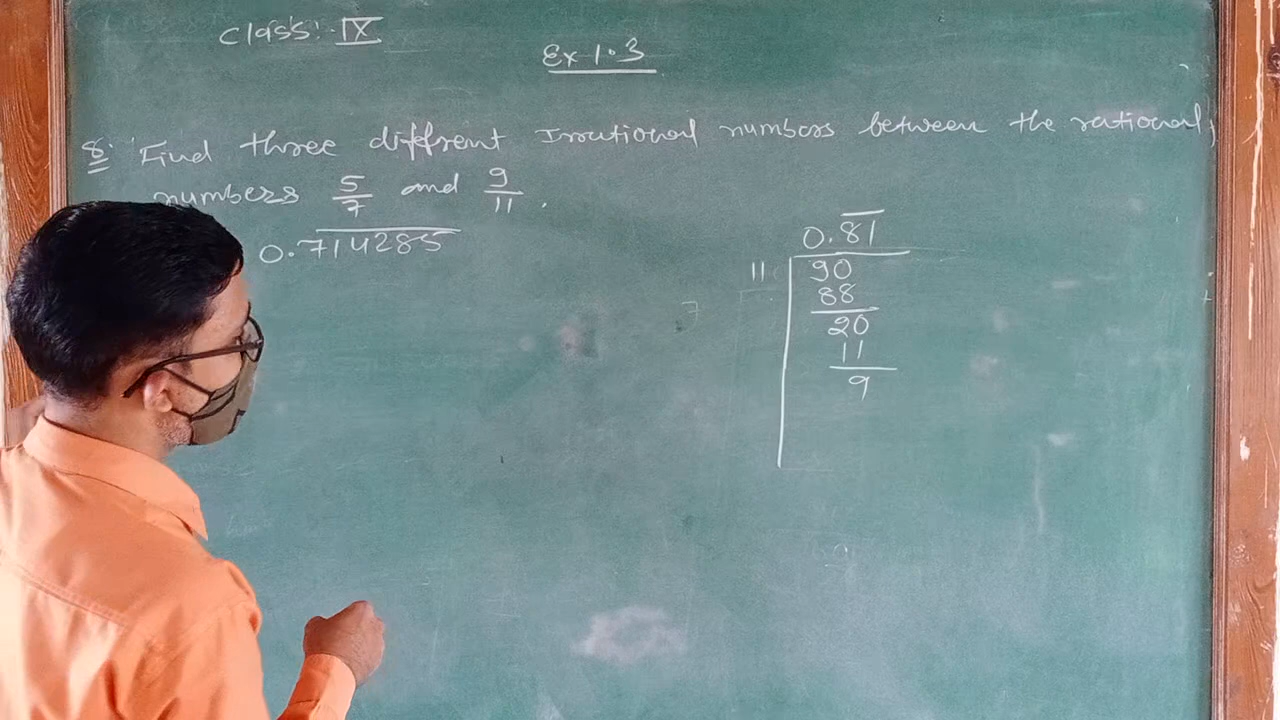 Class:- IX
Ex-1.3
8. Find three different Irrational numbers between the rational,
numbers 5/7 and 9/11.
0.714285
0.81
11 90
88
20
11
9